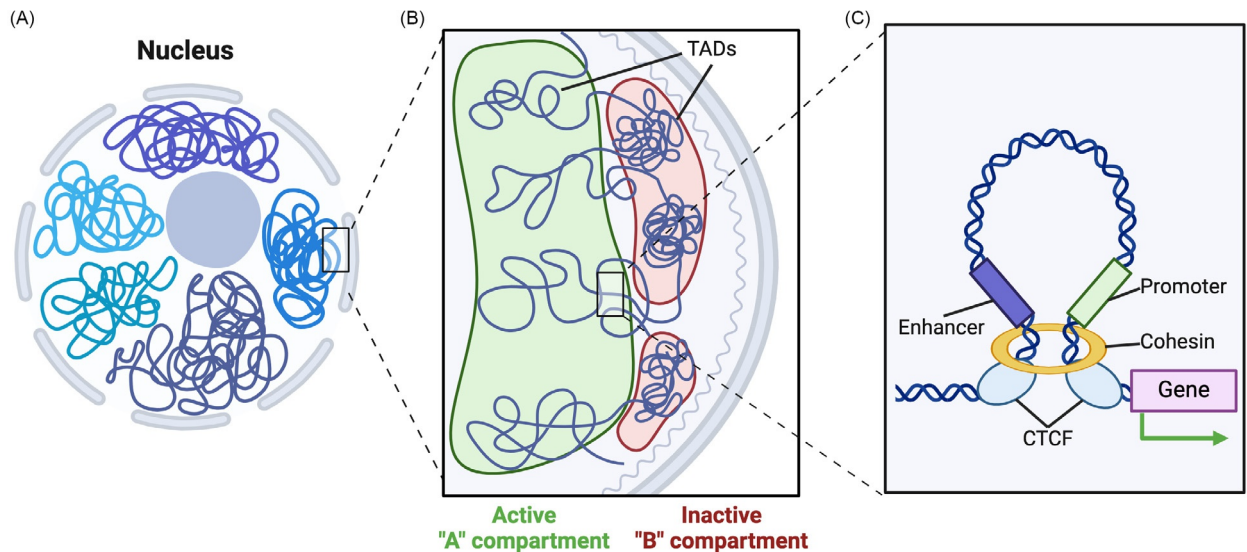 (A)
Nucleus
(B)
TADs
Active
"A" compartment
Inactive
"B" compartment
(C)
Enhancer
Promoter
Cohesin
Gene
CTCF